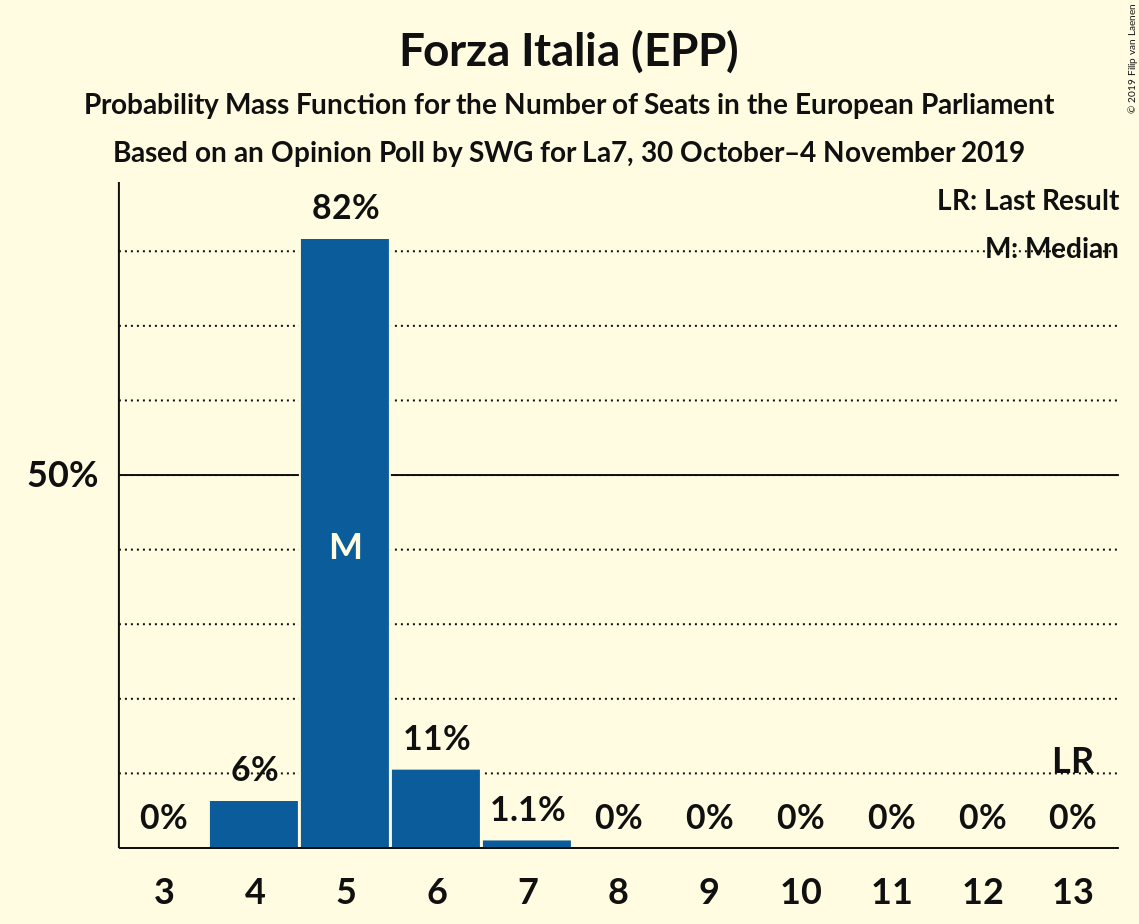 Forza Italia (EPP)
Probability Mass Function for the Number of Seats in the European Parliament
Based on an Opinion Poll by SWG for La7, 30 October–4 November 2019
© 2019 Filip van Laenen
LR: Last Result
M: Median
82%
50%
M
11%
6%
LR
1.1%
0% 0% 0% 0% 0% 0% 0%
3 4 5 6 7 8 9 10 11 12 13